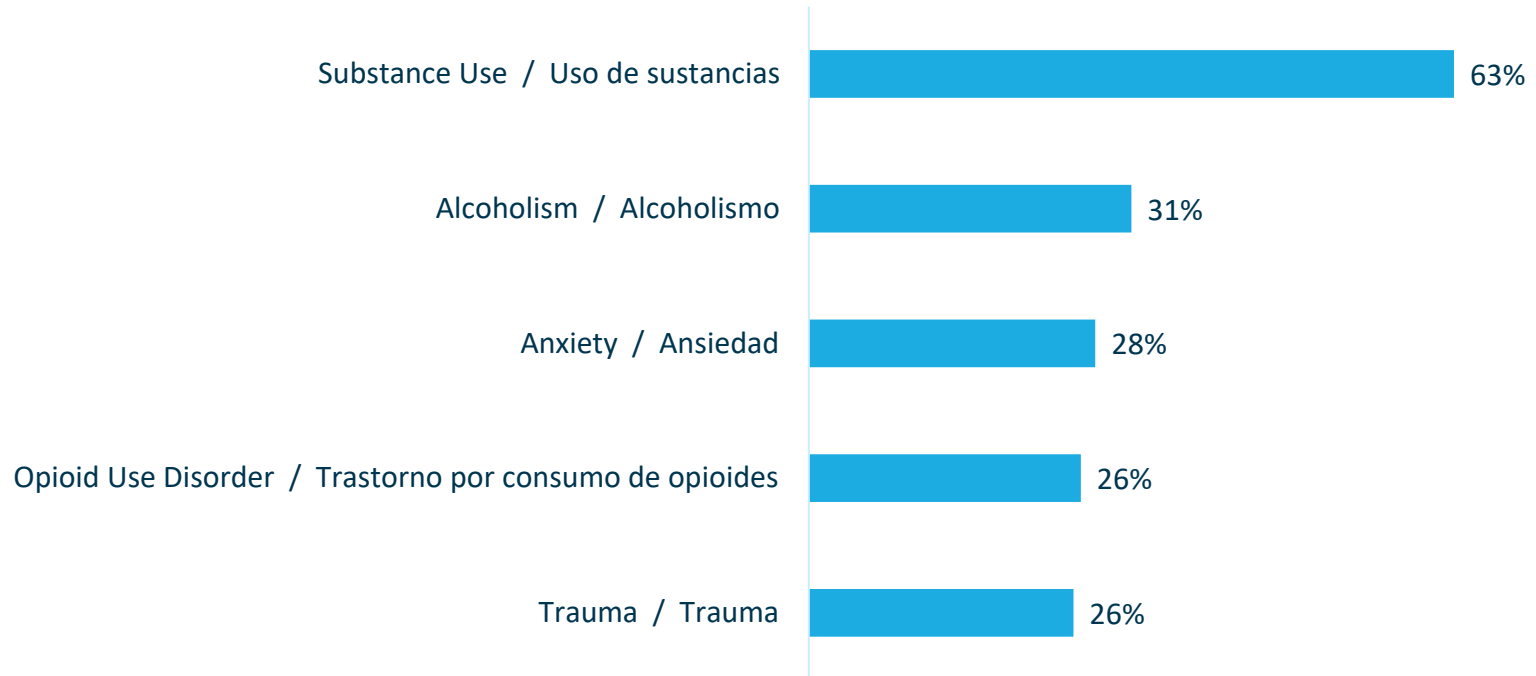 Substance Use / Uso de sustancias 63%
Alcoholism / Alcoholismo 31%
Anxiety / Ansiedad 28%
Opioid Use Disorder / Trastorno por consumo de opioides 26%
Trauma / Trauma 26%